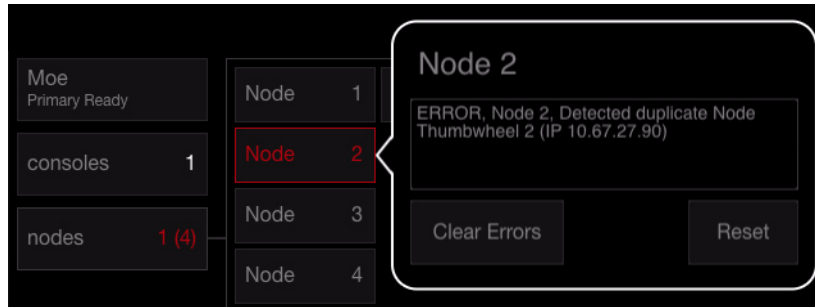 Moe
Primary Ready
consoles 1
nodes 1 (4)
Node 1
Node 2
Node 3
Node 4
Node 2
ERROR, Node 2, Detected duplicate Node
Thumbwheel 2 (IP 10.67.27.90)
Clear Errors
Reset